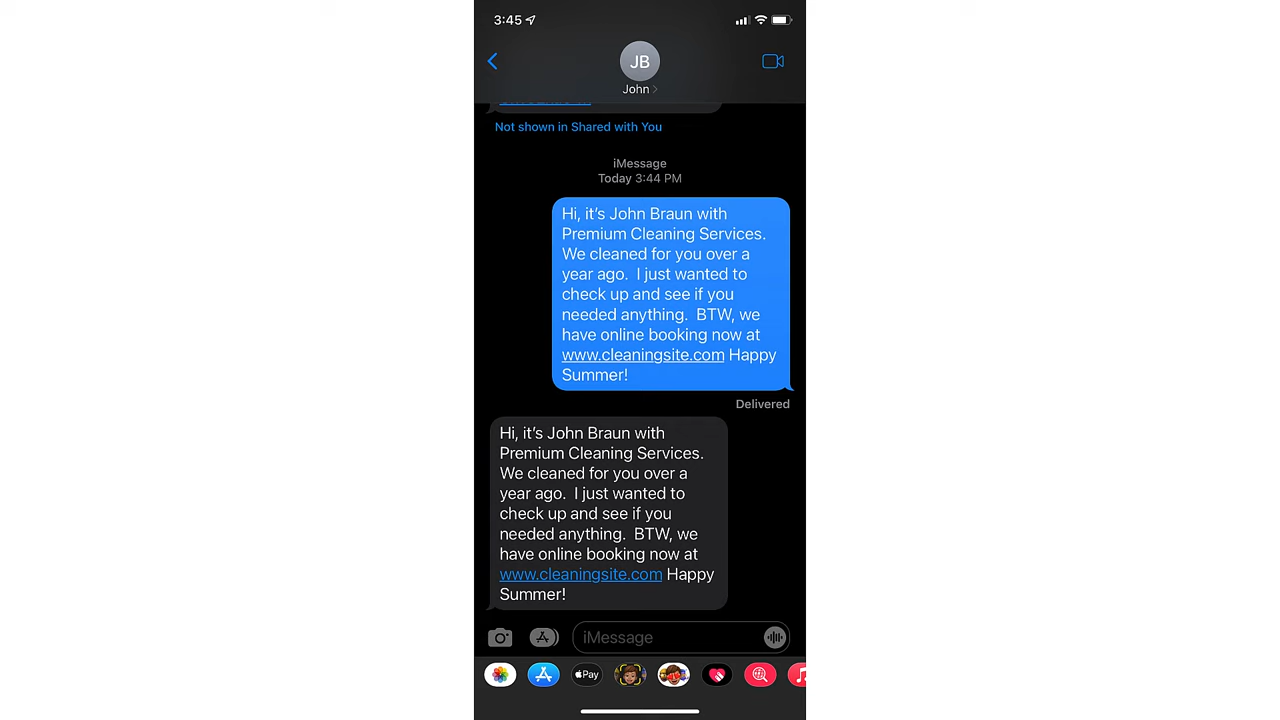 3:45
JB
John
Not shown in Shared with You
iMessage
Today 3:44 PM
Hi, it's John Braun with
Premium Cleaning Services.
We cleaned for you over a
year ago.  I just wanted to
check up and see if you
needed anything.  BTW, we
have online booking now at
www.cleaningsite.com Happy
Summer!
Delivered
Hi, it's John Braun with
Premium Cleaning Services.
We cleaned for you over a
year ago.  I just wanted to
check up and see if you
needed anything.  BTW, we
have online booking now at
www.cleaningsite.com Happy
Summer!
iMessage
Pay